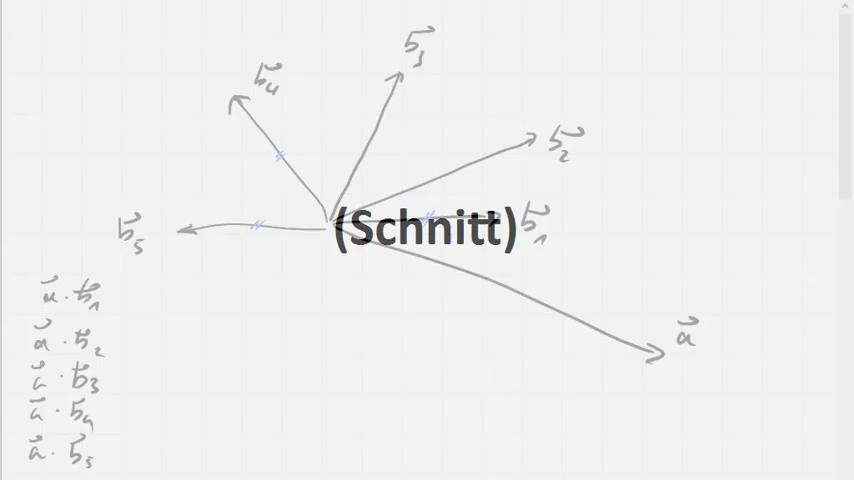 b⃗₃
b⃗₄
b⃗₂
b⃗₅
(Schnitt)
b⃗₁
a⃗ · b⃗₁
a⃗
a⃗ · b⃗₂
a⃗ · b⃗₃
a⃗ · b⃗₄
a⃗ · b⃗₅